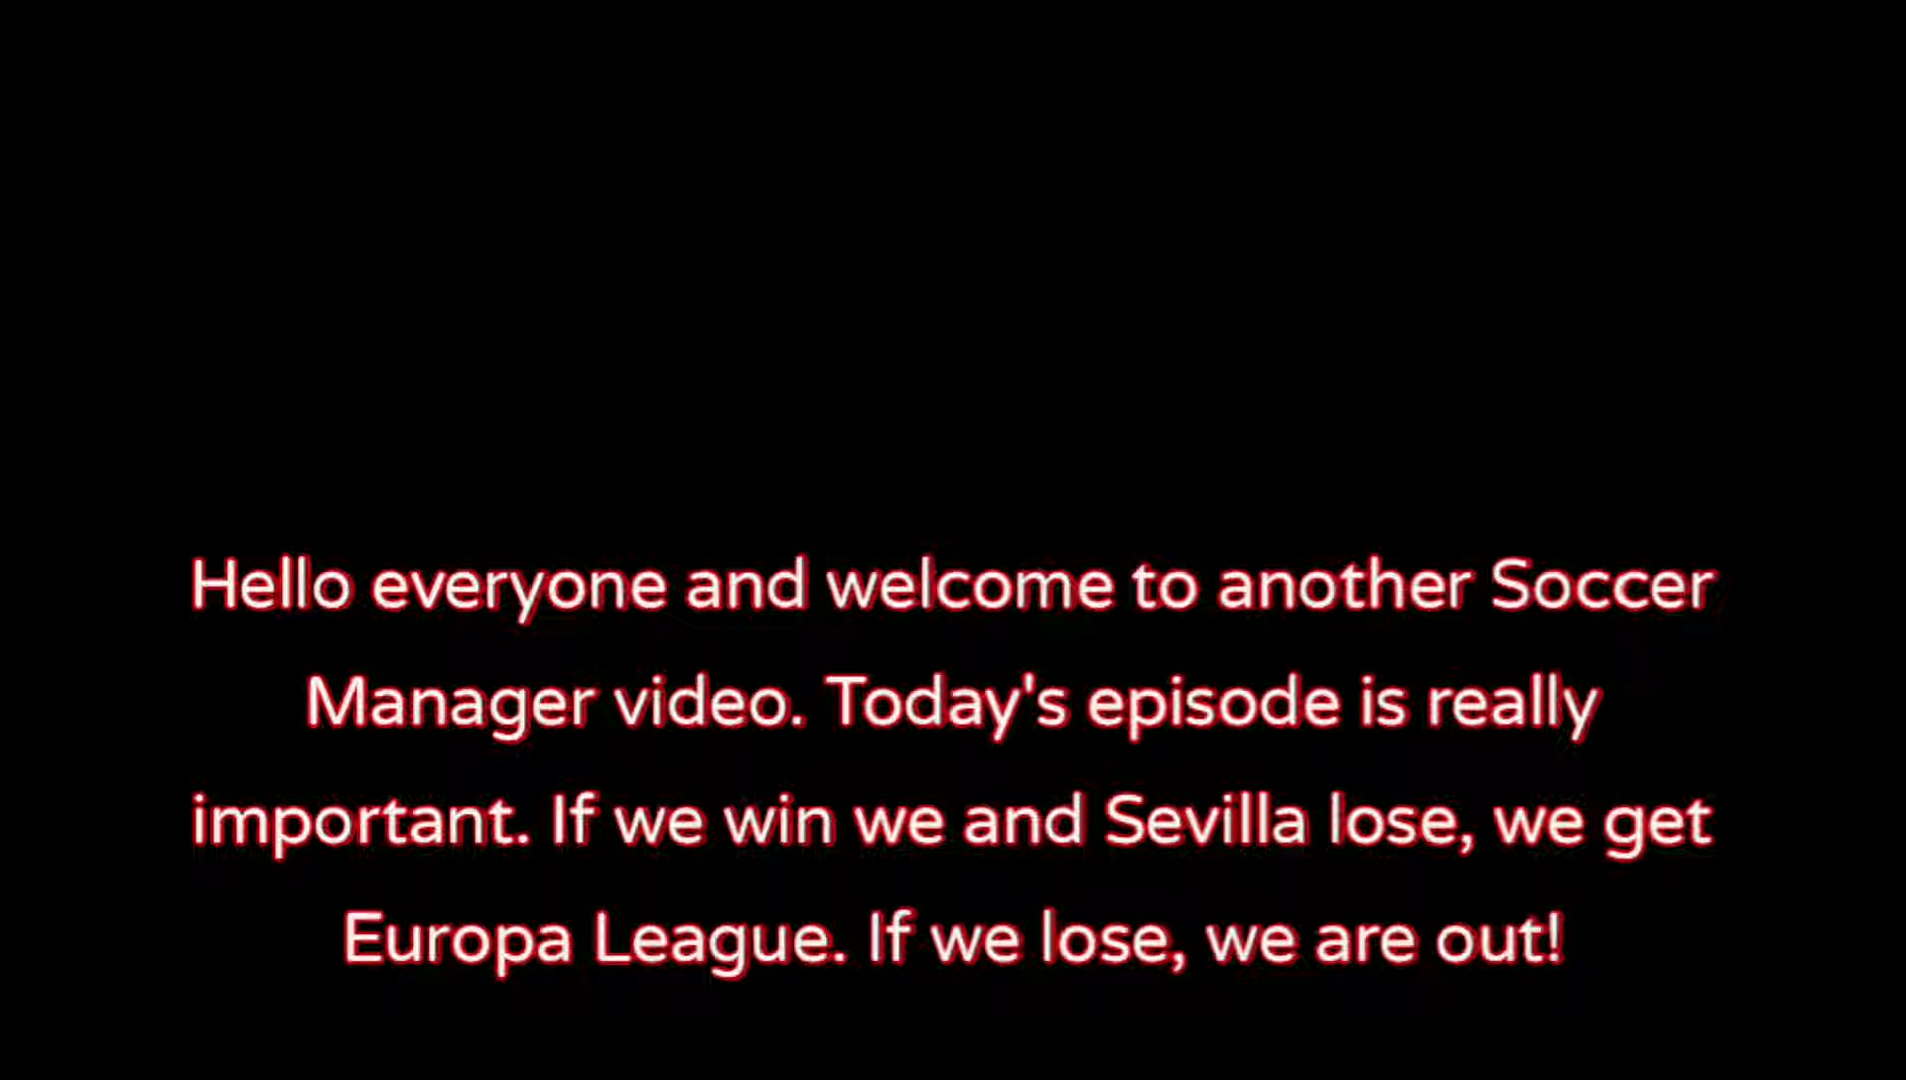 Hello everyone and welcome to another Soccer
Manager video. Today's episode is really
important. If we win we and Sevilla lose, we get
Europa League. If we lose, we are out!